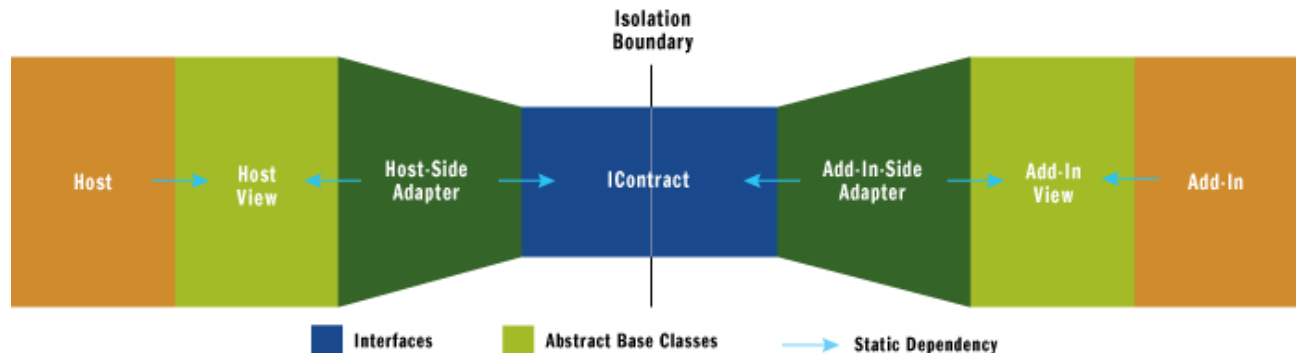 Isolation
Boundary
Host
Host
View
Host-Side
Adapter
IContract
Add-In-Side
Adapter
Add-In
View
Add-In
Interfaces
Abstract Base Classes
Static Dependency